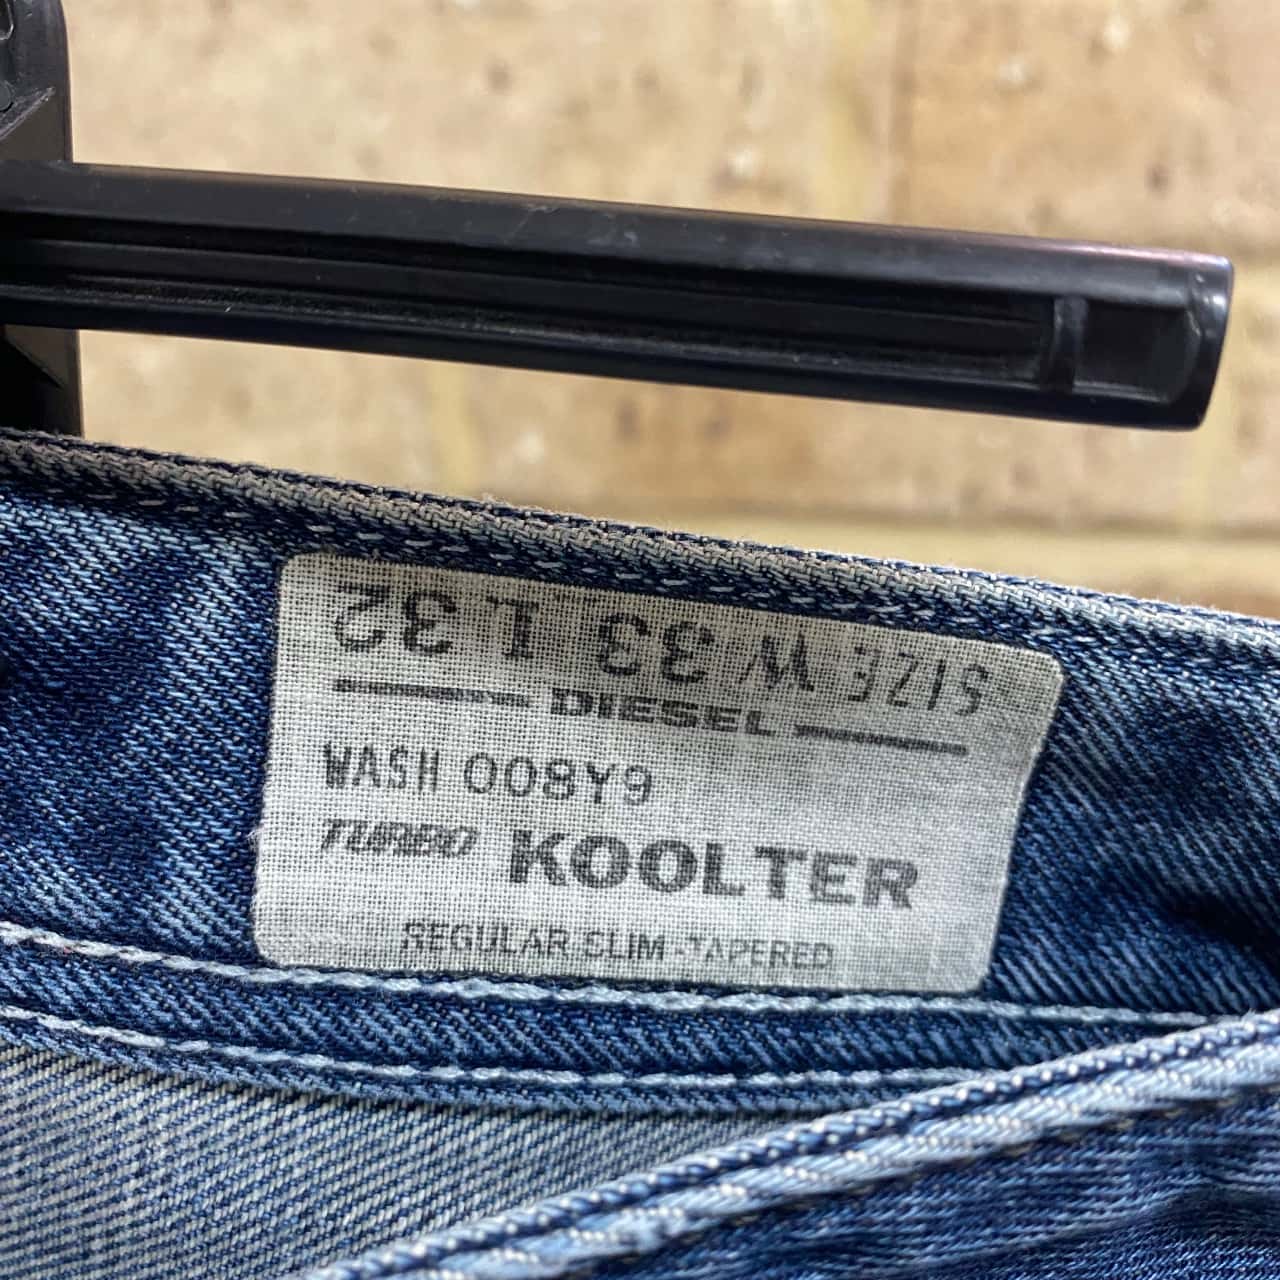 SIZE W 33 L 32
DIESEL
WASH 008Y9
TURBO KOOLTER
REGULAR SLIM - TAPERED